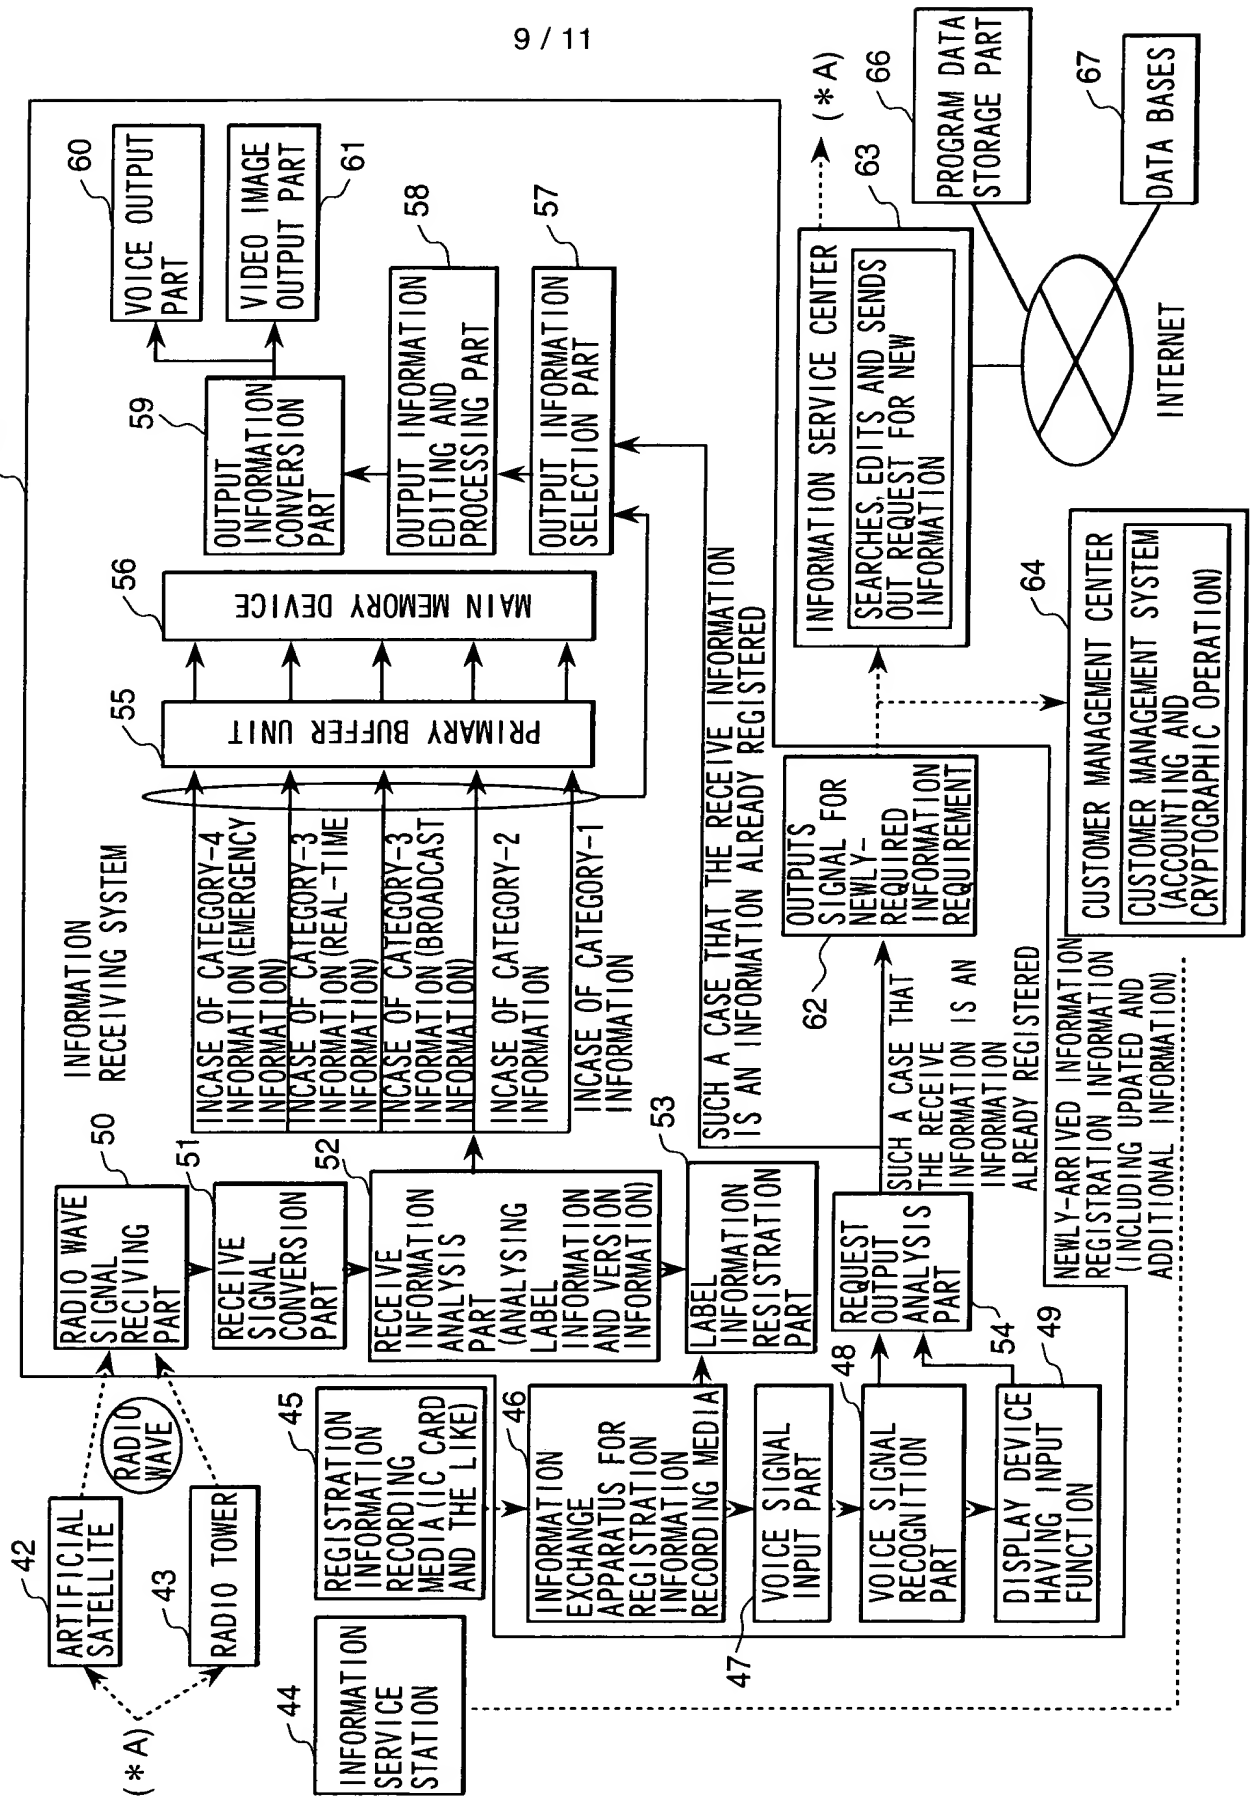 9 / 11
INFORMATION
RECEIVING SYSTEM
(*A)
42
ARTIFICIAL
SATELLITE
43
RADIO TOWER
RADIO
WAVE
44
INFORMATION
SERVICE
STATION
45
REGISTRATION
INFORMATION
RECORDING
MEDIA (IC CARD
AND THE LIKE)
46
INFORMATION
EXCHANGE
APPARATUS FOR
REGISTRATION
INFORMATION
RECORDING MEDIA
47
VOICE SIGNAL
INPUT PART
48
VOICE SIGNAL
RECOGNITION
PART
49
DISPLAY DEVICE
HAVING INPUT
FUNCTION
50
RADIO WAVE
SIGNAL
RECIVING
PART
51
RECEIVE
SIGNAL
CONVERSION
PART
52
RECEIVE
INFORMATION
ANALYSIS
PART
(ANALYSING
LABEL
INFORMATION
AND VERSION
INFORMATION)
53
LABEL
INFORMATION
RESISTRATION
PART
54
REQUEST
OUTPUT
ANALYSIS
PART
INCASE OF CATEGORY-4
INFORMATION (EMERGENCY
INFORMATION)
INCASE OF CATEGORY-3
INFORMATION (REAL-TIME
INFORMATION)
INCASE OF CATEGORY-3
INFORMATION (BROADCAST
INFORMATION)
INCASE OF CATEGORY-2
INFORMATION
INCASE OF CATEGORY-1
INFORMATION
55
PRIMARY BUFFER UNIT
56
MAIN MEMORY DEVICE
57
OUTPUT INFORMATION
SELECTION PART
58
OUTPUT INFORMATION
EDITING AND
PROCESSING PART
59
OUTPUT
INFORMATION
CONVERSION
PART
60
VOICE OUTPUT
PART
61
VIDEO IMAGE
OUTPUT PART
SUCH A CASE THAT THE RECEIVE INFORMATION
IS AN INFORMATION ALREADY REGISTERED
SUCH A CASE THAT
THE RECEIVE
INFORMATION IS AN
INFORMATION
ALREADY REGISTERED
62
OUTPUTS
SIGNAL FOR
NEWLY-
REQUIRED
INFORMATION
REQUIREMENT
63
INFORMATION SERVICE CENTER
SEARCHES, EDITS AND SENDS
OUT REQUEST FOR NEW
INFORMATION
(*A)
64
CUSTOMER MANAGEMENT CENTER
CUSTOMER MANAGEMENT SYSTEM
(ACCOUNTING AND
CRYPTOGRAPHIC OPERATION)
NEWLY-ARRIVED INFORMATION
REGISTRATION INFORMATION
(INCLUDING UPDATED AND
ADDITIONAL INFORMATION)
INTERNET
66
PROGRAM DATA
STORAGE PART
67
DATA BASES